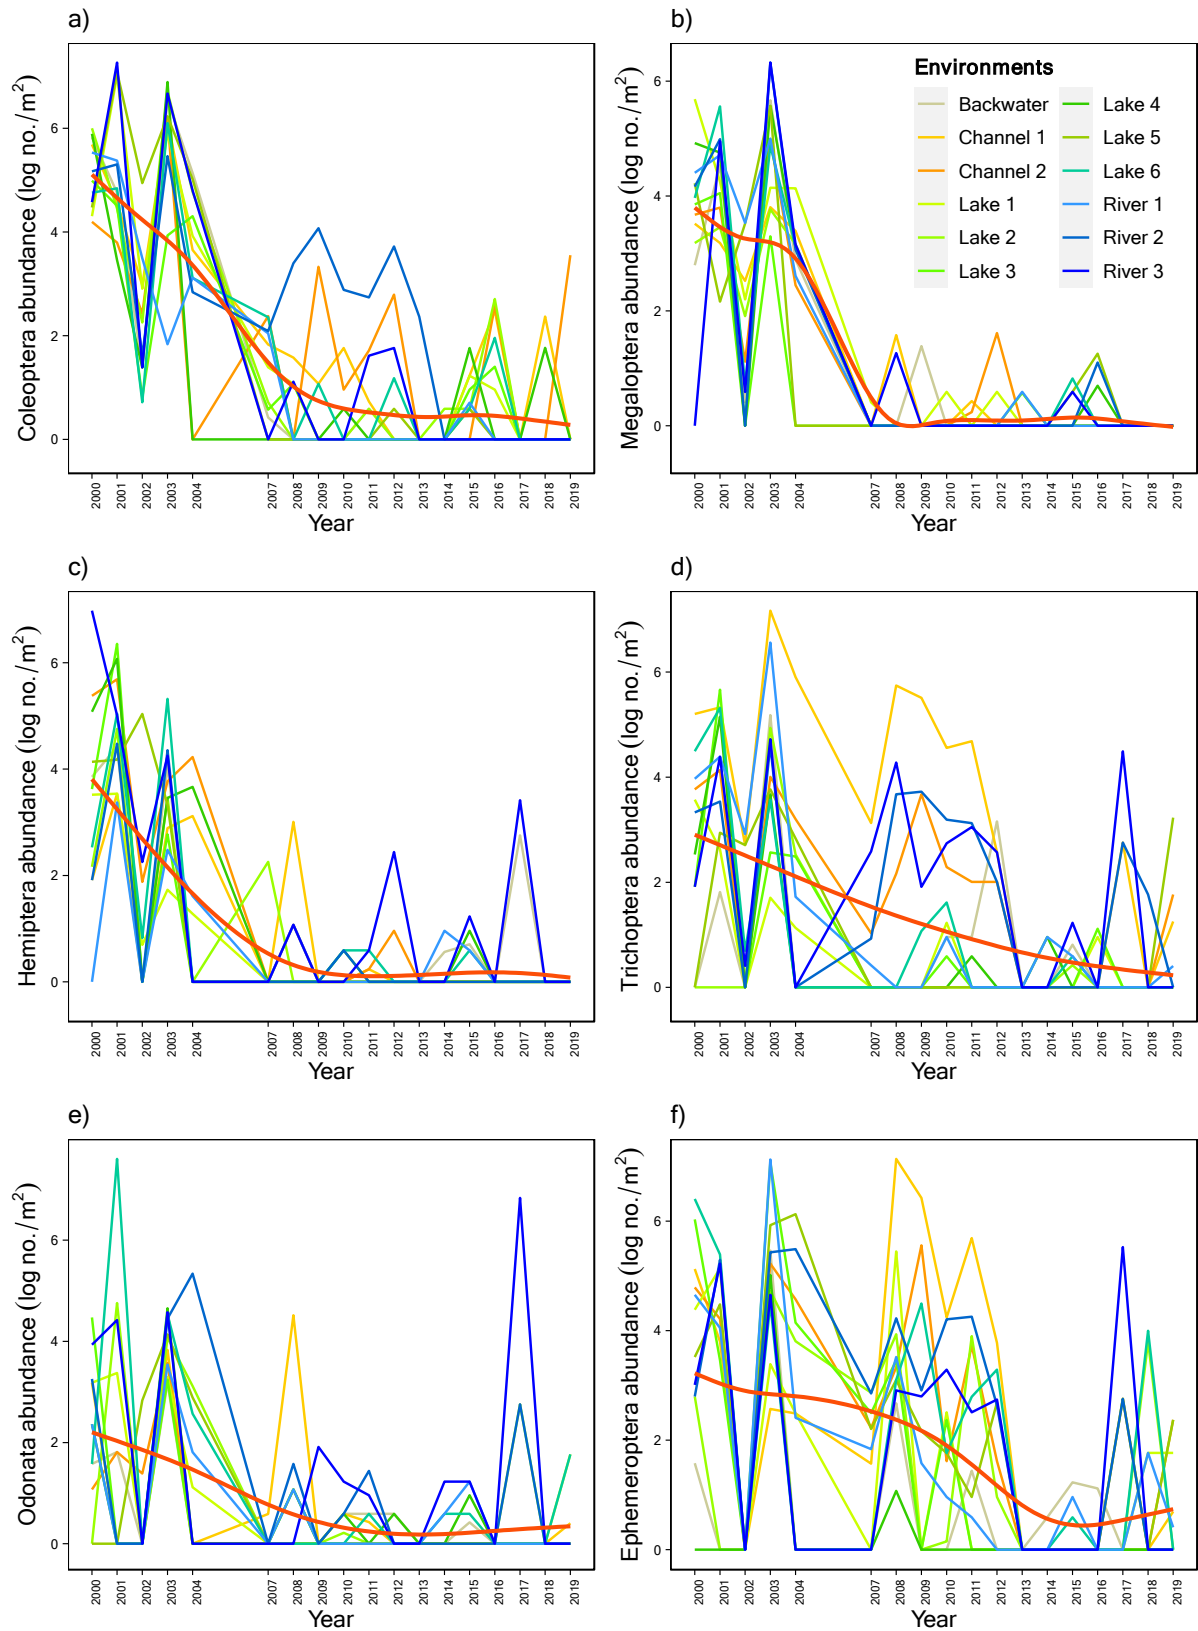 a)
Coleoptera abundance (log no./m²)
6
4
2
0
2000 2001 2002 2003 2004 2007 2008 2009 2010 2011 2012 2013 2014 2015 2016 2017 2018 2019
Year
b)
Megaloptera abundance (log no./m²)
6
4
2
0
Environments
Backwater
Channel 1
Channel 2
Lake 1
Lake 2
Lake 3
Lake 4
Lake 5
Lake 6
River 1
River 2
River 3
2000 2001 2002 2003 2004 2007 2008 2009 2010 2011 2012 2013 2014 2015 2016 2017 2018 2019
Year
c)
Hemiptera abundance (log no./m²)
6
4
2
0
2000 2001 2002 2003 2004 2007 2008 2009 2010 2011 2012 2013 2014 2015 2016 2017 2018 2019
Year
d)
Trichoptera abundance (log no./m²)
6
4
2
0
2000 2001 2002 2003 2004 2007 2008 2009 2010 2011 2012 2013 2014 2015 2016 2017 2018 2019
Year
e)
Odonata abundance (log no./m²)
6
4
2
0
2000 2001 2002 2003 2004 2007 2008 2009 2010 2011 2012 2013 2014 2015 2016 2017 2018 2019
Year
f)
Ephemeroptera abundance (log no./m²)
6
4
2
0
2000 2001 2002 2003 2004 2007 2008 2009 2010 2011 2012 2013 2014 2015 2016 2017 2018 2019
Year